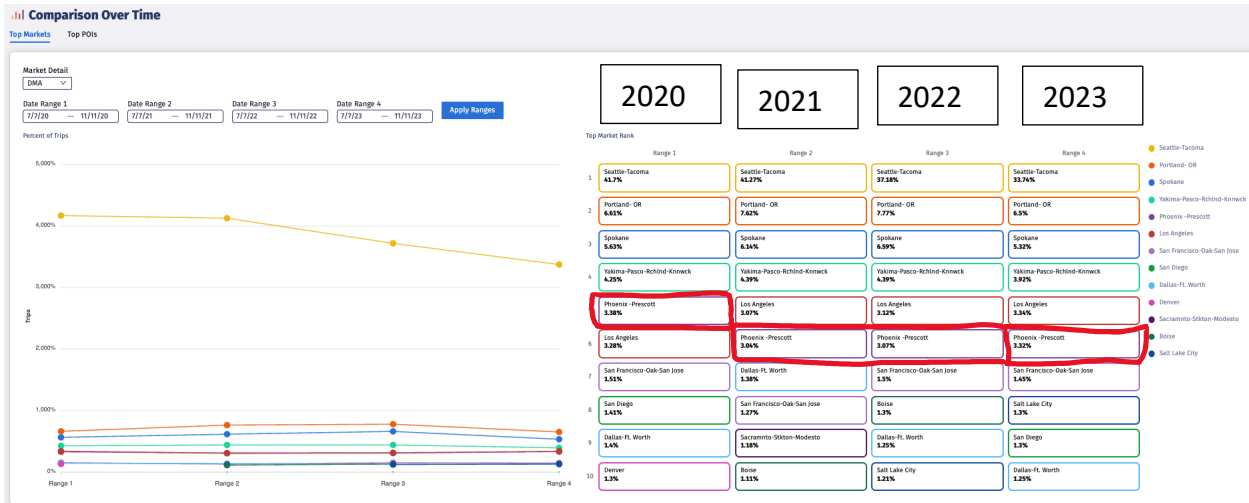 Comparison Over Time
Top Markets Top POIs
Market Detail
DMA
Date Range 1 Date Range 2 Date Range 3 Date Range 4
7/7/20 — 11/11/20 7/7/21 — 11/11/21 7/7/22 — 11/11/22 7/7/23 — 11/11/23 Apply Ranges
Percent of Trips
5,000%
4,000%
3,000%
2,000%
1,000%
0%
Trips
Range 1 Range 2 Range 3 Range 4
2020 2021 2022 2023
Top Market Rank
Range 1 Range 2 Range 3 Range 4
1 Seattle-Tacoma Seattle-Tacoma Seattle-Tacoma Seattle-Tacoma
41.7% 41.27% 37.18% 33.74%
2 Portland- OR Portland- OR Portland- OR Portland- OR
6.61% 7.62% 7.77% 6.5%
3 Spokane Spokane Spokane Spokane
5.63% 6.14% 6.59% 5.32%
4 Yakima-Pasco-Rchlnd-Knnwck Yakima-Pasco-Rchlnd-Knnwck Yakima-Pasco-Rchlnd-Knnwck Yakima-Pasco-Rchlnd-Knnwck
4.25% 4.39% 4.39% 3.92%
Phoenix -Prescott Los Angeles Los Angeles Los Angeles
3.38% 3.07% 3.12% 3.34%
6 Los Angeles Phoenix -Prescott Phoenix -Prescott Phoenix -Prescott
3.28% 3.04% 3.07% 3.32%
7 San Francisco-Oak-San Jose Dallas-Ft. Worth San Francisco-Oak-San Jose San Francisco-Oak-San Jose
1.51% 1.38% 1.5% 1.45%
8 San Diego San Francisco-Oak-San Jose Boise Salt Lake City
1.41% 1.27% 1.3% 1.3%
9 Dallas-Ft. Worth Sacramnto-Stkton-Modesto Dallas-Ft. Worth San Diego
1.4% 1.18% 1.25% 1.3%
10 Denver Boise Salt Lake City Dallas-Ft. Worth
1.3% 1.11% 1.21% 1.25%
Seattle-Tacoma
Portland- OR
Spokane
Yakima-Pasco-Rchlnd-Knnwck
Phoenix -Prescott
Los Angeles
San Francisco-Oak-San Jose
San Diego
Dallas-Ft. Worth
Denver
Sacramnto-Stkton-Modesto
Boise
Salt Lake City